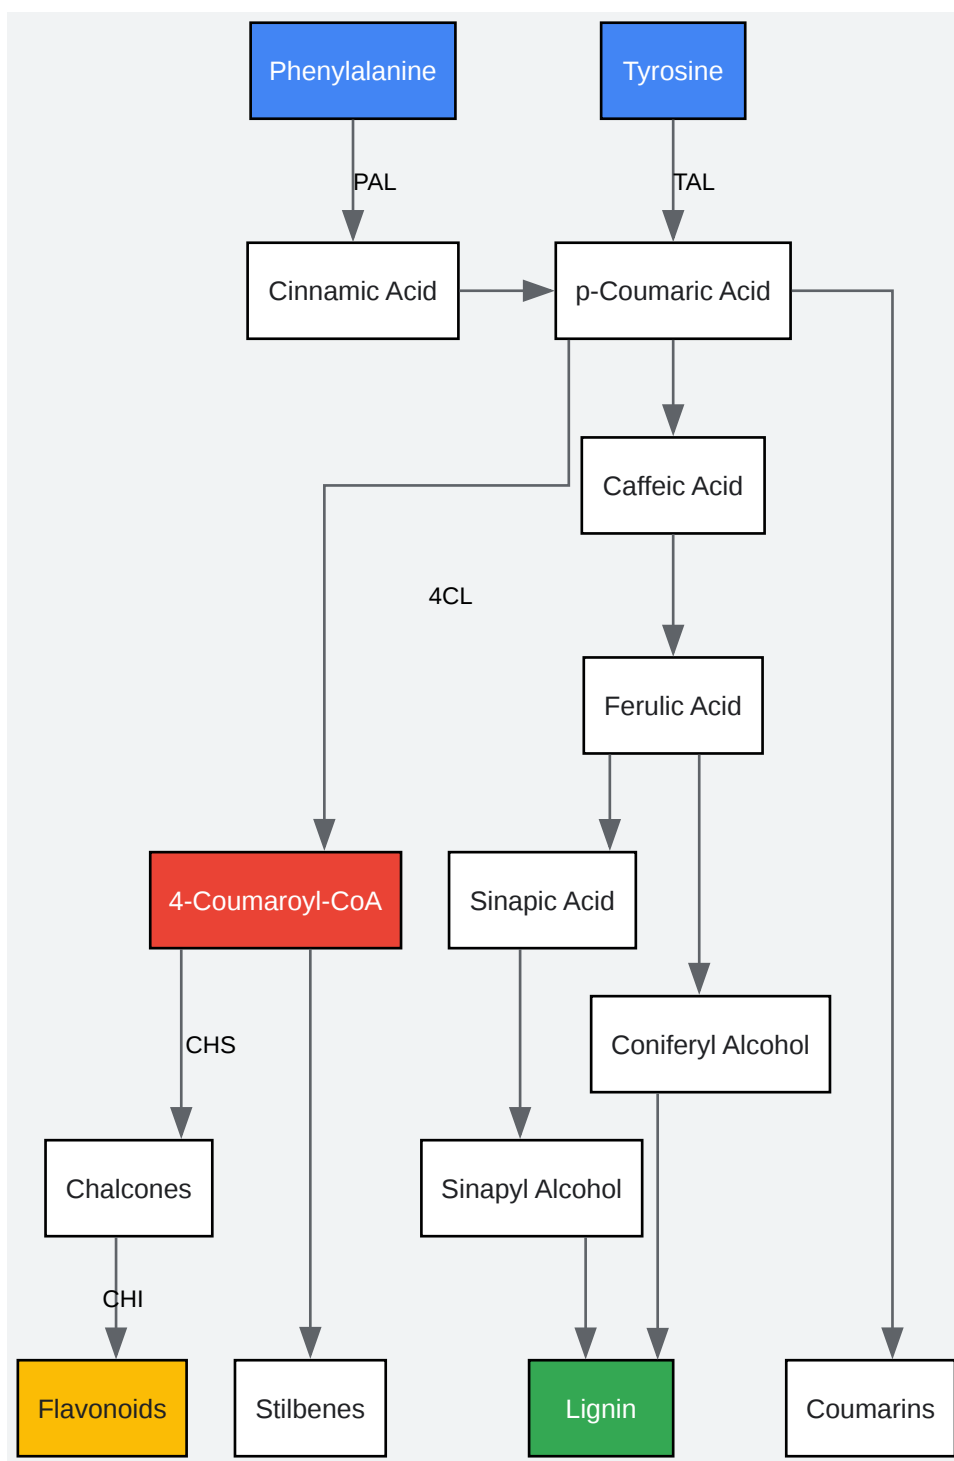 Phenylalanine
Tyrosine
PAL
TAL
Cinnamic Acid
p-Coumaric Acid
Caffeic Acid
4CL
Ferulic Acid
4-Coumaroyl-CoA
Sinapic Acid
CHS
Coniferyl Alcohol
Chalcones
Sinapyl Alcohol
CHI
Flavonoids
Stilbenes
Lignin
Coumarins